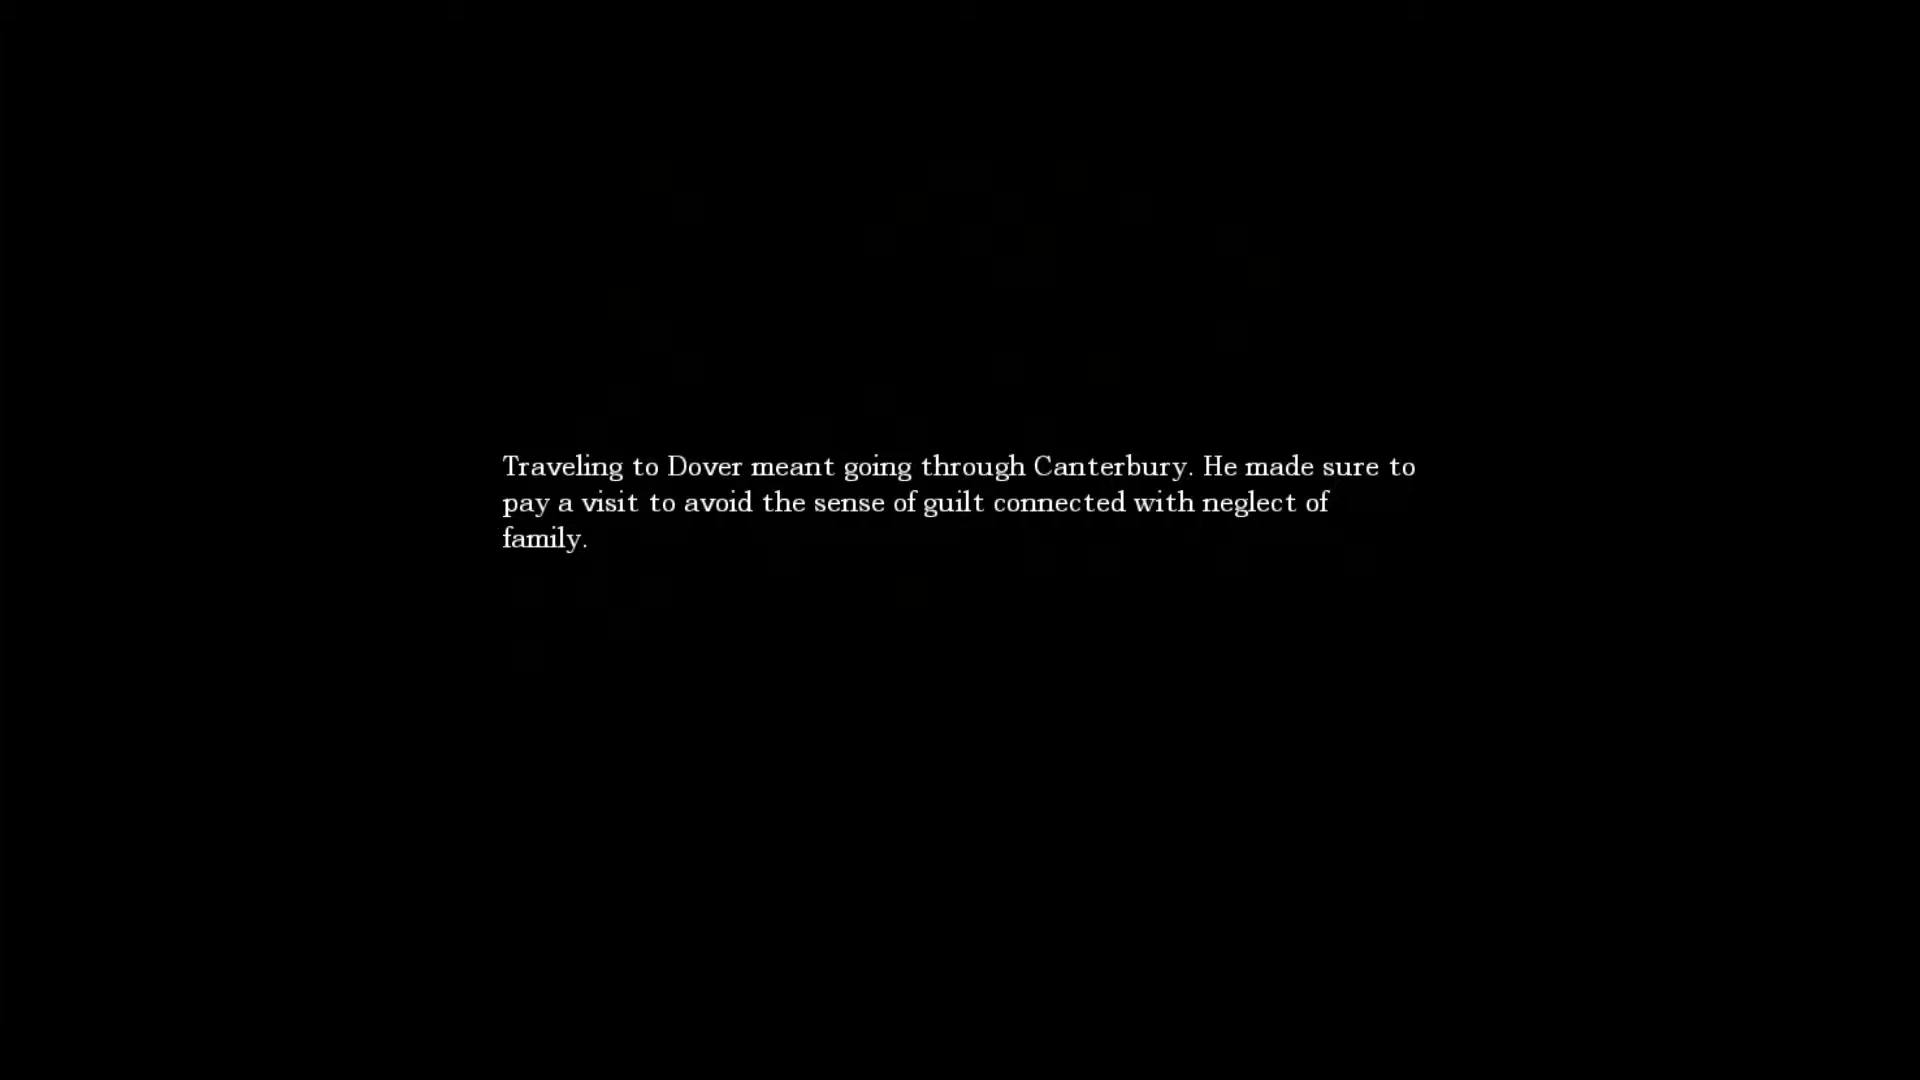 Traveling to Dover meant going through Canterbury. He made sure to
pay a visit to avoid the sense of guilt connected with neglect of
family.